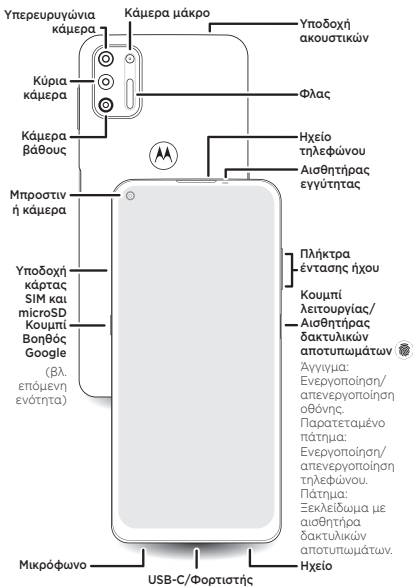 Υπερευρυγώνια
κάμερα
Κάμερα μάκρο
Υποδοχή
ακουστικών
Κύρια
κάμερα
Φλας
Κάμερα
βάθους
Ηχείο
τηλεφώνου
Αισθητήρας
εγγύτητας
Μπροστιν
ή κάμερα
Πλήκτρα
έντασης ήχου
Υποδοχή
κάρτας
SIM και
microSD
Κουμπί
Βοηθός
Google
(βλ.
επόμενη
ενότητα)
Κουμπί
λειτουργίας/
Αισθητήρας
δακτυλικών
αποτυπωμάτων
Άγγιγμα:
Ενεργοποίηση/
απενεργοποίηση
οθόνης.
Παρατεταμένο
πάτημα:
Ενεργοποίηση/
απενεργοποίηση
τηλεφώνου.
Πάτημα:
Ξεκλείδωμα με
αισθητήρα
δακτυλικών
αποτυπωμάτων.
Μικρόφωνο
USB-C/Φορτιστής
Ηχείο